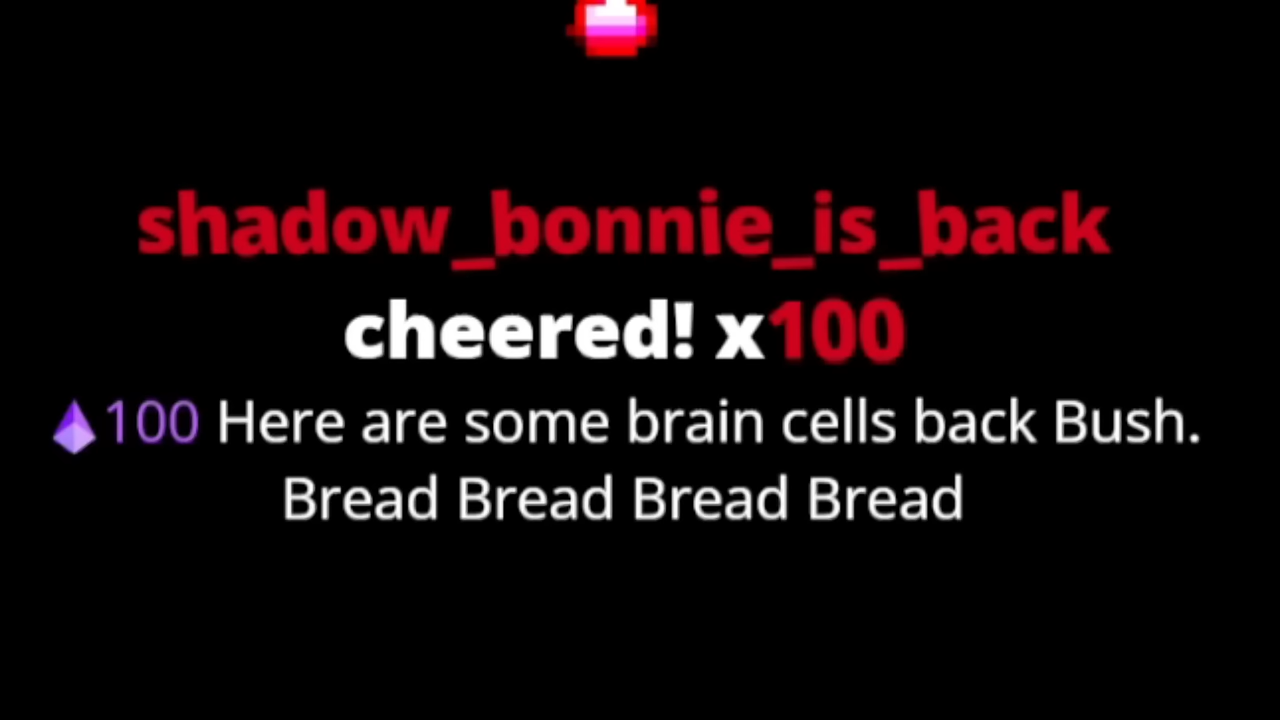 shadow_bonnie_is_back
cheered! x100
100 Here are some brain cells back Bush.
Bread Bread Bread Bread